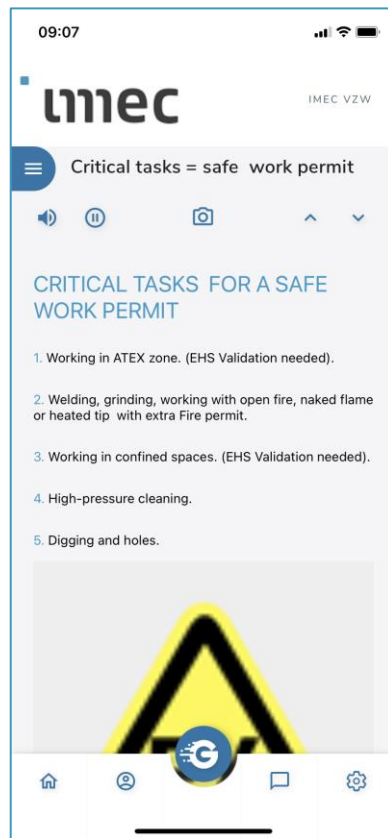 09:07
imec
IMEC VZW
Critical tasks = safe work permit
CRITICAL TASKS FOR A SAFE
WORK PERMIT
1. Working in ATEX zone. (EHS Validation needed).
2. Welding, grinding, working with open fire, naked flame
or heated tip with extra Fire permit.
3. Working in confined spaces. (EHS Validation needed).
4. High-pressure cleaning.
5. Digging and holes.
G